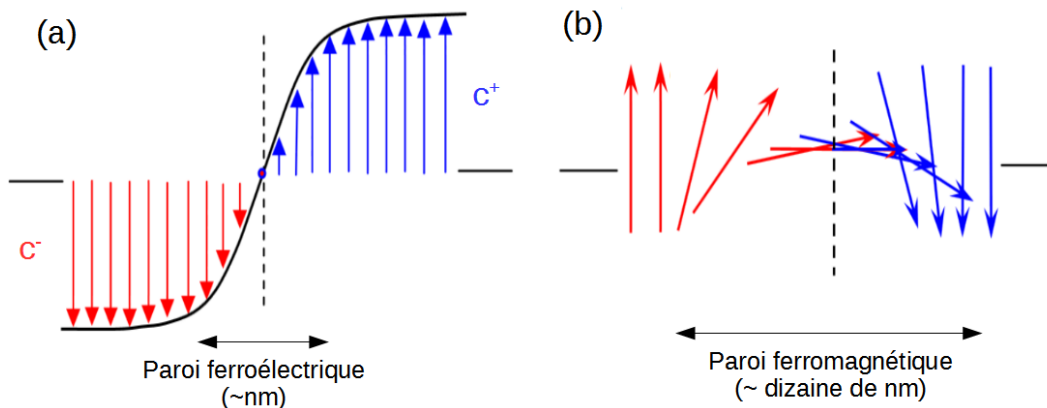 (a)
C⁺
C⁻
Paroi ferroélectrique
(~nm)
(b)
Paroi ferromagnétique
(~ dizaine de nm)